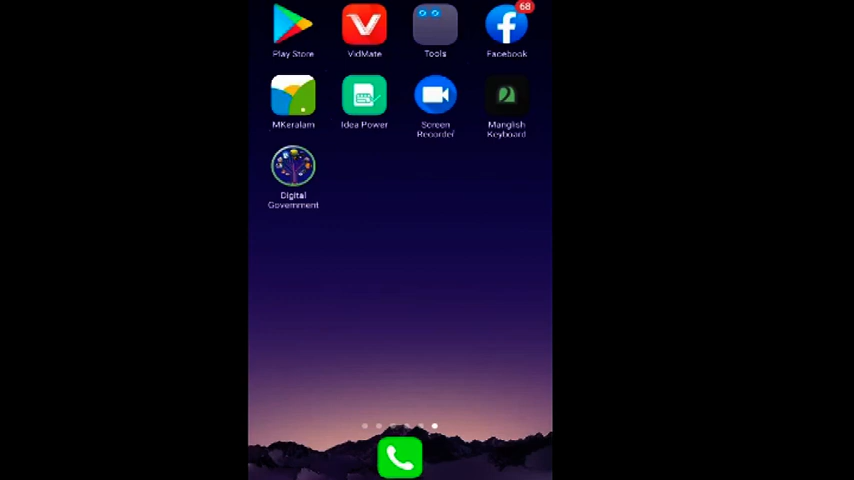 68
Play Store
VidMate
Tools
Facebook
MKeralam
Idea Power
Screen
Recorder
Manglish
Keyboard
Digital
Government